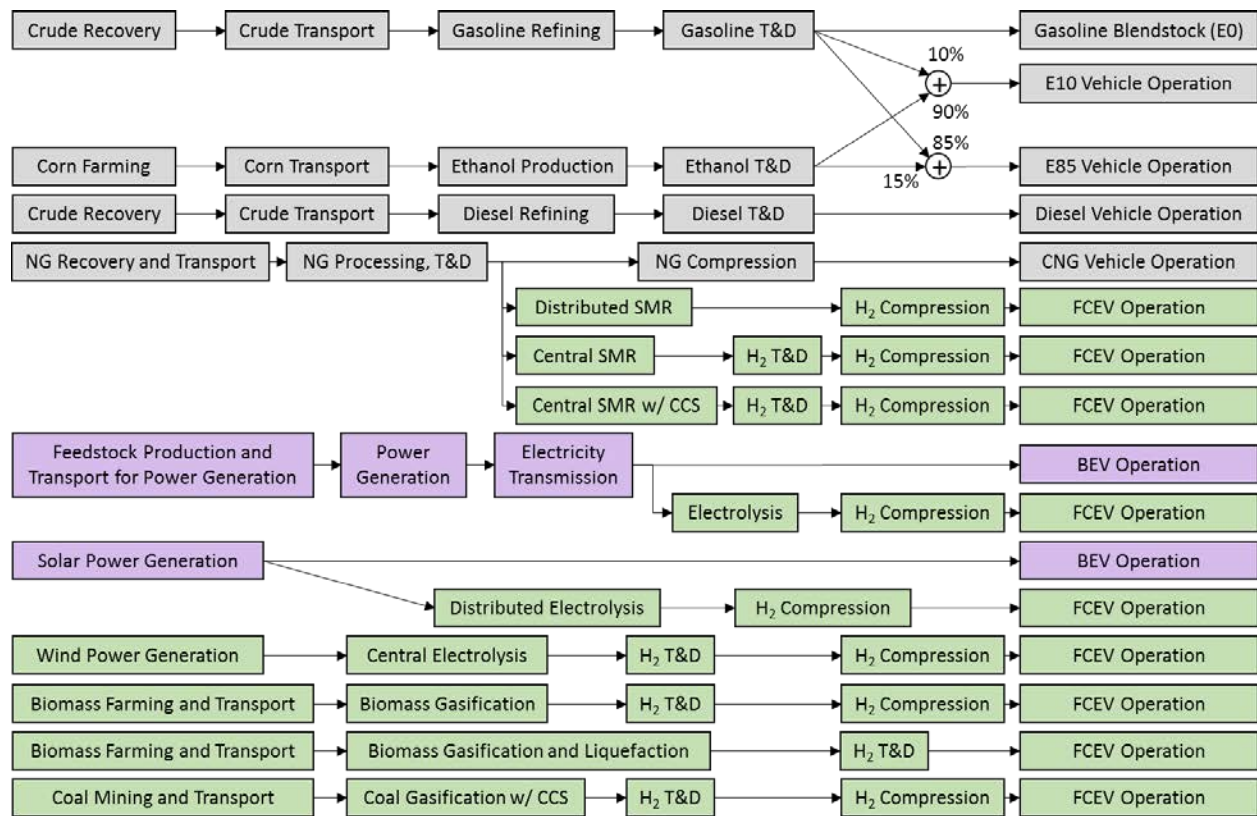 Crude Recovery
Crude Transport
Gasoline Refining
Gasoline T&D
Gasoline Blendstock (E0)
10%
+
E10 Vehicle Operation
90%
85%
Corn Farming
Corn Transport
Ethanol Production
Ethanol T&D
+
E85 Vehicle Operation
15%
Crude Recovery
Crude Transport
Diesel Refining
Diesel T&D
Diesel Vehicle Operation
NG Recovery and Transport
NG Processing, T&D
NG Compression
CNG Vehicle Operation
Distributed SMR
H₂ Compression
FCEV Operation
Central SMR
H₂ T&D
H₂ Compression
FCEV Operation
Central SMR w/ CCS
H₂ T&D
H₂ Compression
FCEV Operation
Feedstock Production and
Transport for Power Generation
Power
Generation
Electricity
Transmission
BEV Operation
Electrolysis
H₂ Compression
FCEV Operation
Solar Power Generation
BEV Operation
Distributed Electrolysis
H₂ Compression
FCEV Operation
Wind Power Generation
Central Electrolysis
H₂ T&D
H₂ Compression
FCEV Operation
Biomass Farming and Transport
Biomass Gasification
H₂ T&D
H₂ Compression
FCEV Operation
Biomass Farming and Transport
Biomass Gasification and Liquefaction
H₂ T&D
FCEV Operation
Coal Mining and Transport
Coal Gasification w/ CCS
H₂ T&D
H₂ Compression
FCEV Operation